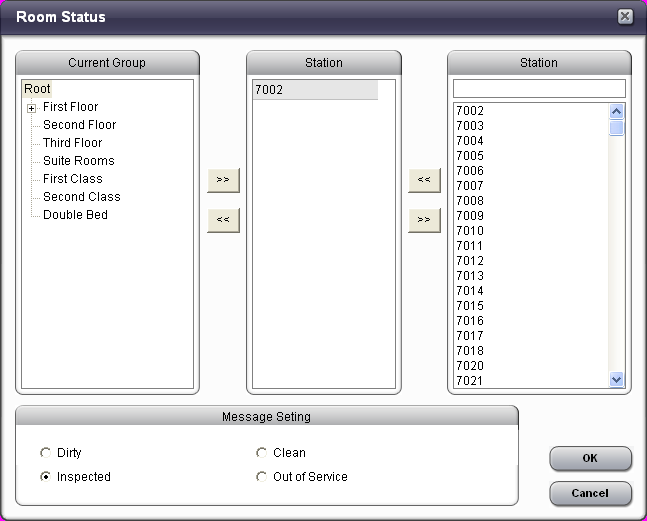 Room Status
Current Group
Root
First Floor
Second Floor
Third Floor
Suite Rooms
First Class
Second Class
Double Bed
>>
<<
Station
7002
<<
>>
Station
7002
7003
7004
7005
7006
7007
7008
7009
7010
7011
7012
7013
7014
7015
7016
7017
7018
7020
7021
Message Seting
Dirty
Clean
Inspected
Out of Service
OK
Cancel